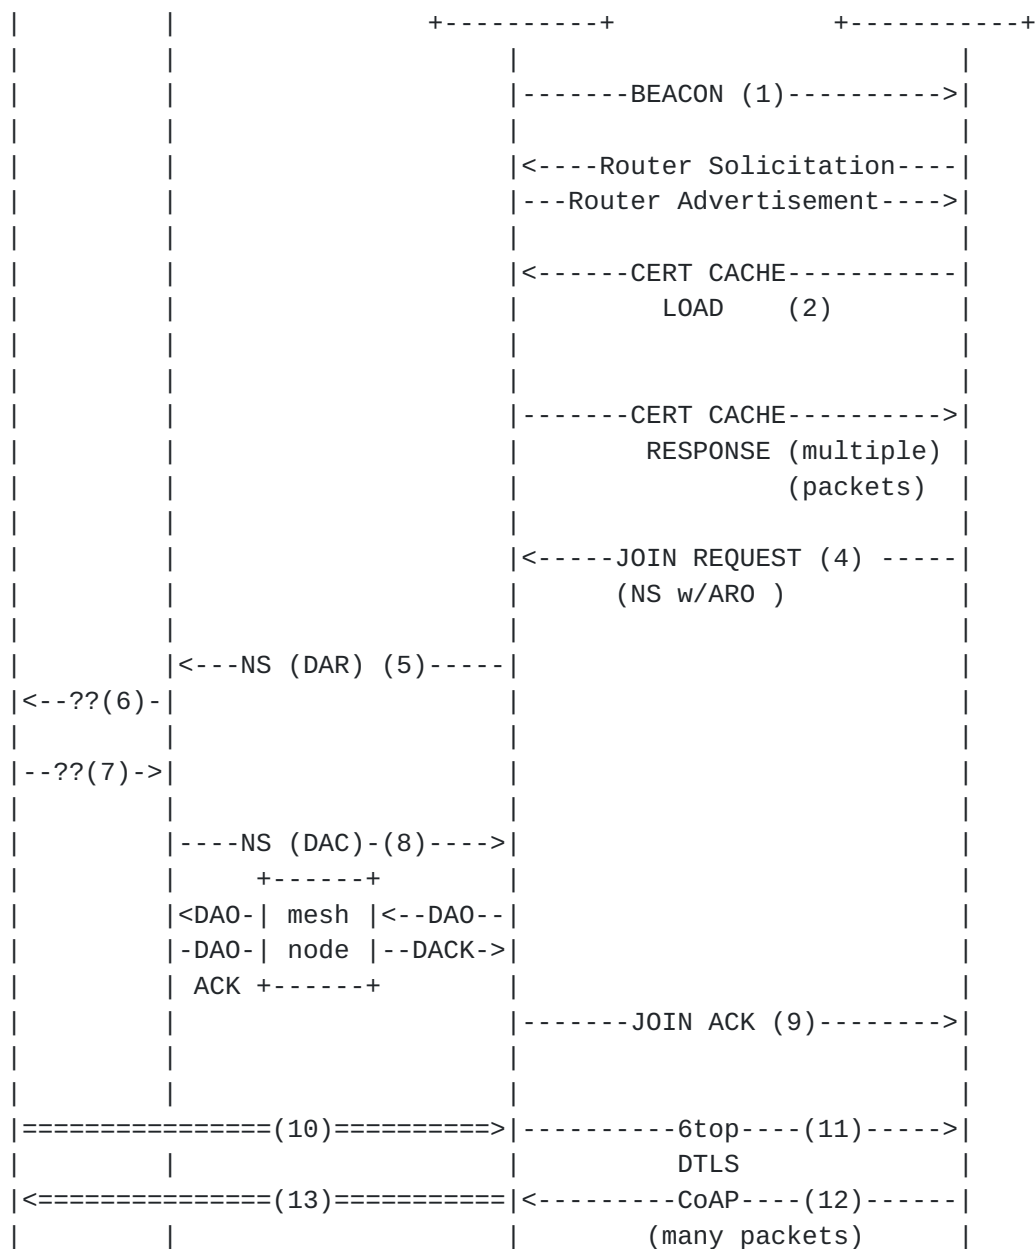 |         |                +----------+              +-----------+
|         |                     |                            |
|         |                     |-------BEACON (1)---------->|
|         |                     |                            |
|         |                     |<----Router Solicitation----|
|         |                     |---Router Advertisement---->|
|         |                     |                            |
|         |                     |<------CERT CACHE-----------|
|         |                     |         LOAD    (2)        |
|         |                     |                            |
|         |                     |                            |
|         |                     |-------CERT CACHE---------->|
|         |                     |        RESPONSE (multiple) |
|         |                     |                 (packets)  |
|         |                     |                            |
|         |                     |<-----JOIN REQUEST (4) -----|
|         |                     |      (NS w/ARO )           |
|         |                     |                            |
|         |<---NS (DAR) (5)-----|                            |
|<--??(6)-|                     |                            |
|         |                     |                            |
|--??(7)->|                     |                            |
|         |                     |                            |
|         |----NS (DAC)-(8)---->|                            |
|         |     +------+        |                            |
|         |<DAO-| mesh |<--DAO--|                            |
|         |-DAO-| node |--DACK->|                            |
|         | ACK +------+        |                            |
|         |                     |-------JOIN ACK (9)-------->|
|         |                     |                            |
|         |                     |                            |
|================(10)==========>|----------6top----(11)----->|
|         |                     |          DTLS              |
|<===============(13)===========|<---------CoAP----(12)------|
|         |                     |        (many packets)      |